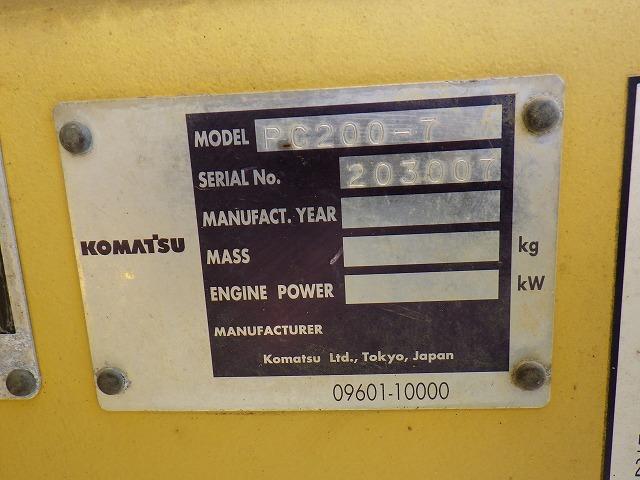 MODEL PC200-7
SERIAL No. 203007
MANUFACT. YEAR
KOMATSU
MASS kg
ENGINE POWER kW
MANUFACTURER
Komatsu Ltd., Tokyo, Japan
09601-10000